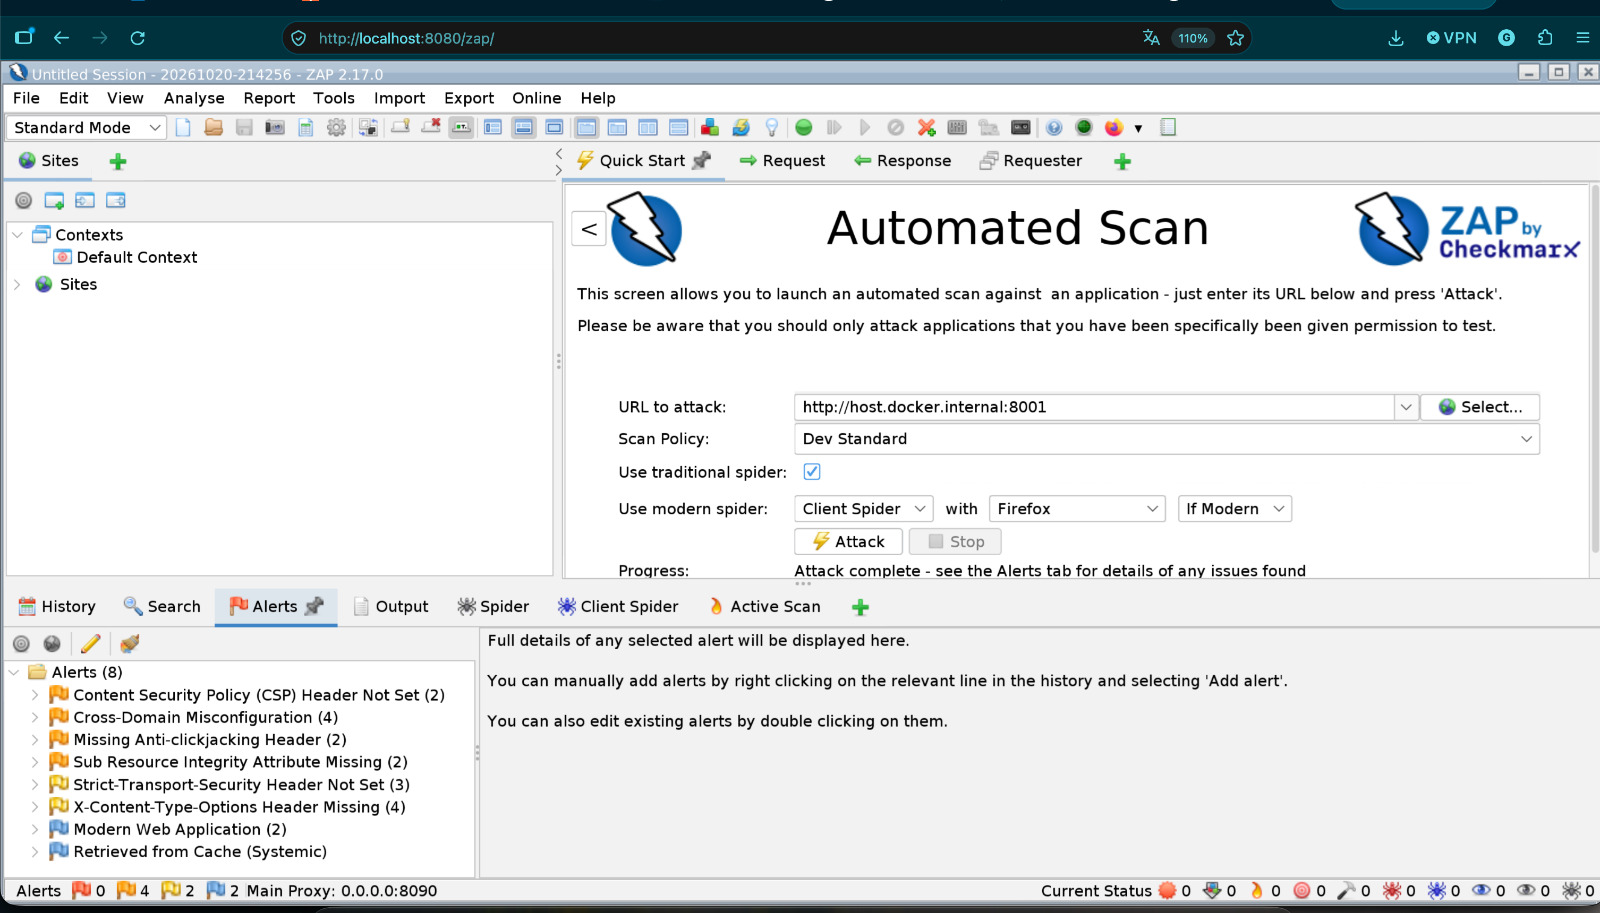 http://localhost:8080/zap/
110%
VPN
G
Untitled Session - 20261020-214256 - ZAP 2.17.0
File Edit View Analyse Report Tools Import Export Online Help
Standard Mode
Sites
Quick Start Request Response Requester
<
Automated Scan
ZAP by Checkmarx
This screen allows you to launch an automated scan against  an application - just enter its URL below and press 'Attack'.
Please be aware that you should only attack applications that you have been specifically been given permission to test.
Contexts
Default Context
Sites
URL to attack: http://host.docker.internal:8001 Select...
Scan Policy: Dev Standard
Use traditional spider:
Use modern spider: Client Spider with Firefox If Modern
Attack Stop
Progress: Attack complete - see the Alerts tab for details of any issues found
History Search Alerts Output Spider Client Spider Active Scan
Alerts (8)
Content Security Policy (CSP) Header Not Set (2)
Cross-Domain Misconfiguration (4)
Missing Anti-clickjacking Header (2)
Sub Resource Integrity Attribute Missing (2)
Strict-Transport-Security Header Not Set (3)
X-Content-Type-Options Header Missing (4)
Modern Web Application (2)
Retrieved from Cache (Systemic)
Full details of any selected alert will be displayed here.
You can manually add alerts by right clicking on the relevant line in the history and selecting 'Add alert'.
You can also edit existing alerts by double clicking on them.
Alerts 0 4 2 2 Main Proxy: 0.0.0.0:8090 Current Status 0 0 0 0 0 0 0 0 0 0